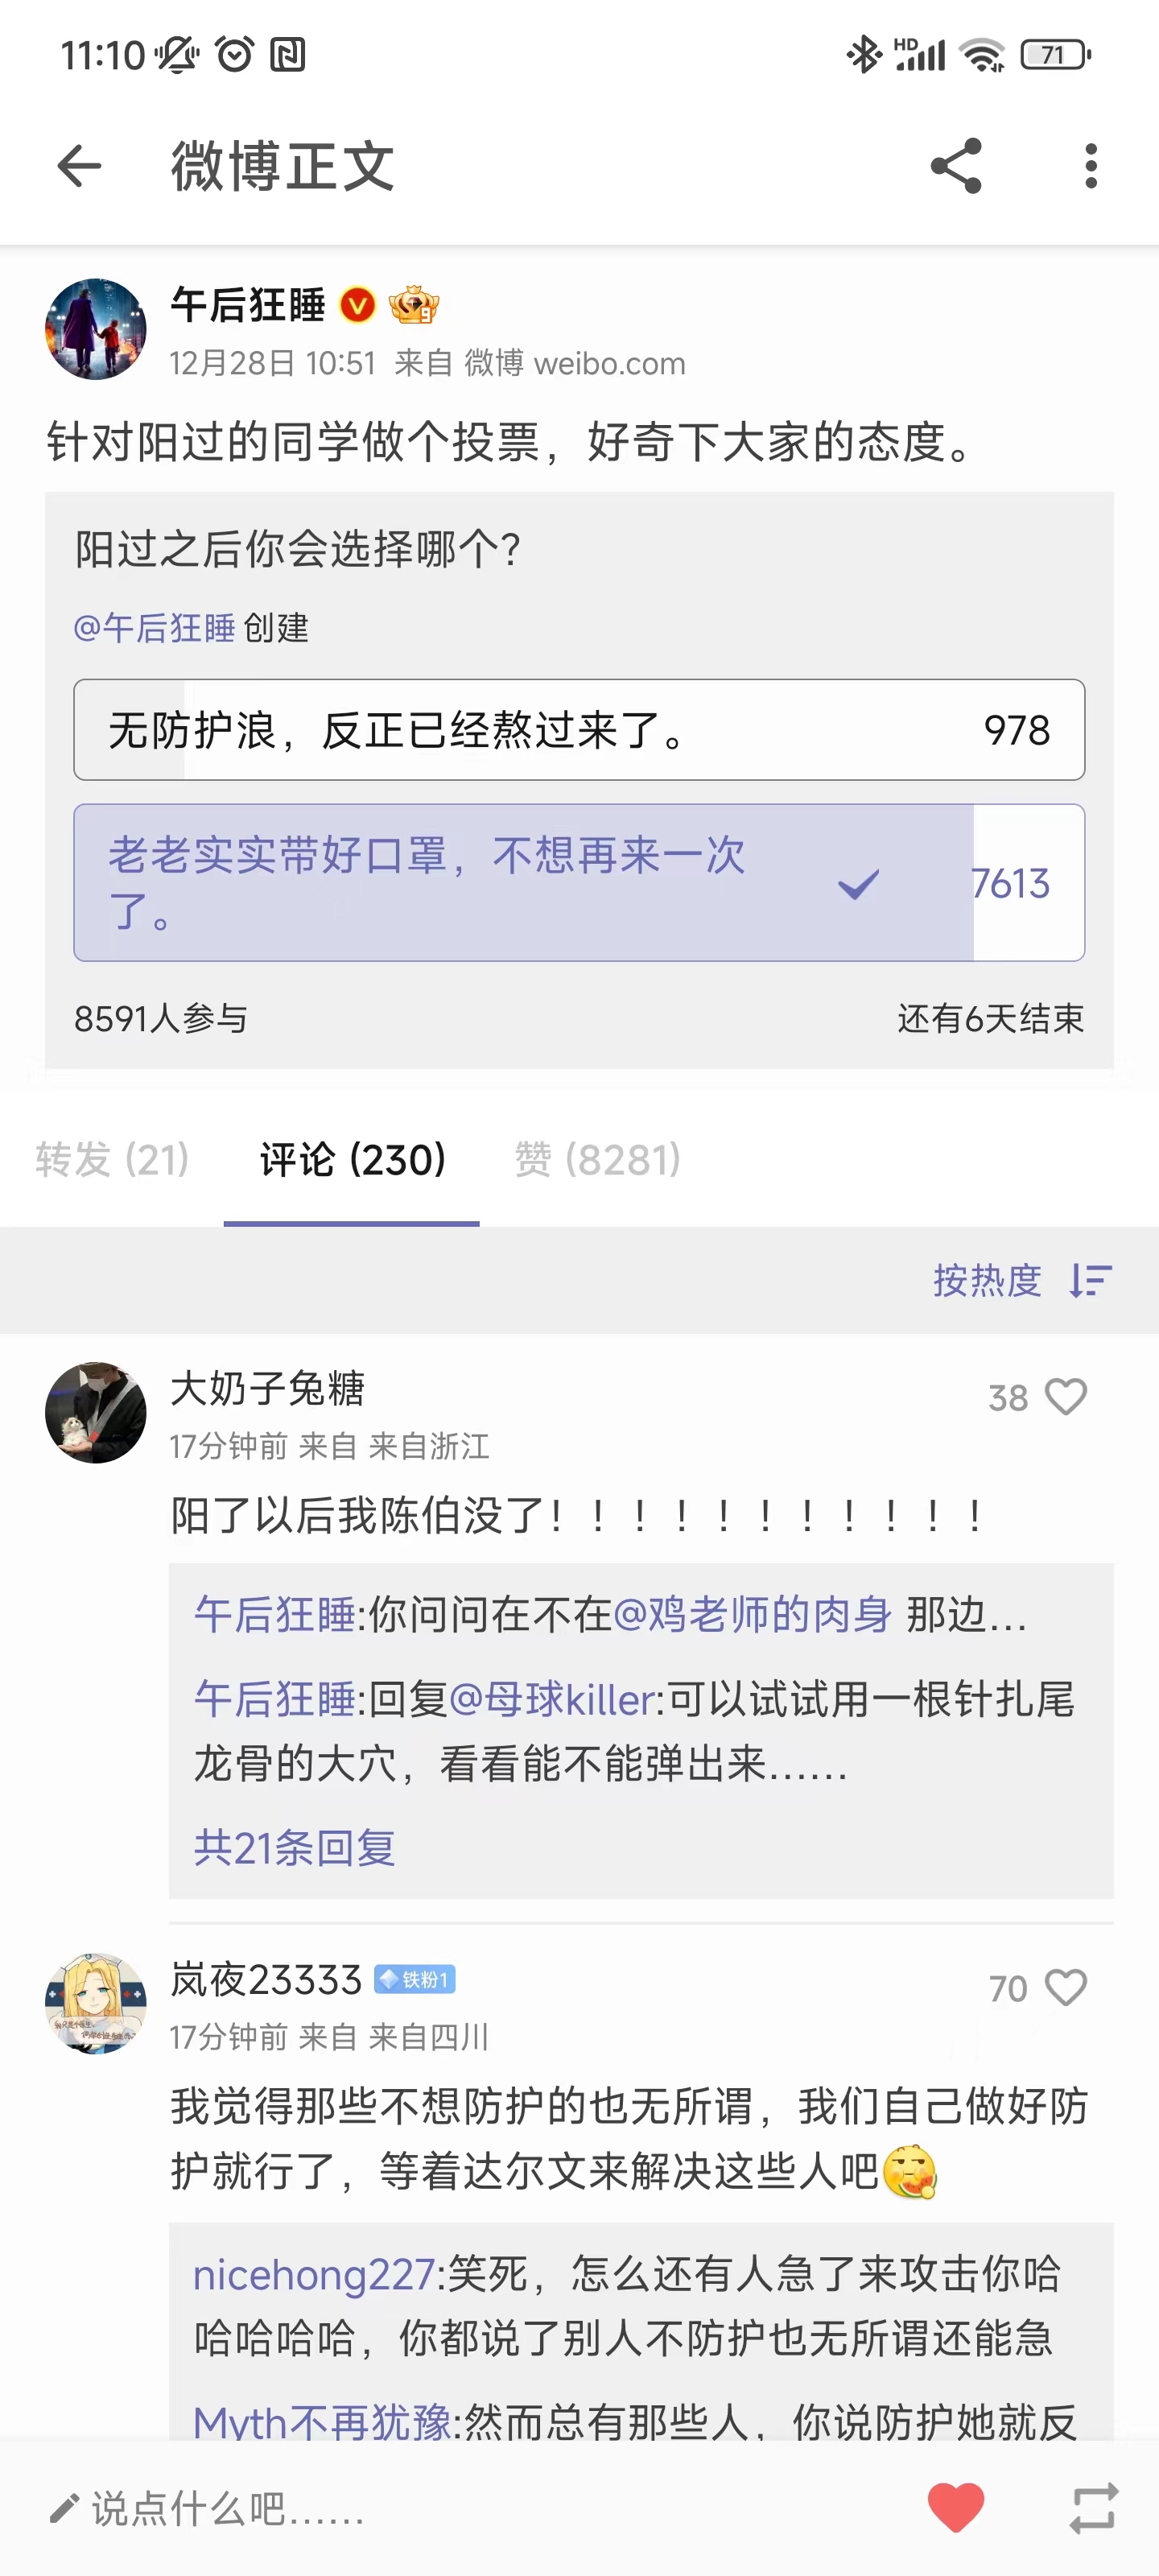 11:10
HD
71
微博正文
午后狂睡
9
12月28日 10:51 来自 微博 weibo.com
针对阳过的同学做个投票，好奇下大家的态度。
阳过之后你会选择哪个？
@午后狂睡 创建
无防护浪，反正已经熬过来了。 978
老老实实带好口罩，不想再来一次
了。
7613
8591人参与 还有6天结束
转发 (21) 评论 (230) 赞 (8281)
按热度
大奶子兔糖
38
17分钟前 来自 来自浙江
阳了以后我陈伯没了！！！！！！！！！！！
午后狂睡:你问问在不在@鸡老师的肉身 那边...
午后狂睡:回复@母球killer:可以试试用一根针扎尾
龙骨的大穴，看看能不能弹出来……
共21条回复
岚夜23333 铁粉1
70
17分钟前 来自 来自四川
我觉得那些不想防护的也无所谓，我们自己做好防
护就行了，等着达尔文来解决这些人吧
nicehong227:笑死，怎么还有人急了来攻击你哈
哈哈哈哈，你都说了别人不防护也无所谓还能急
Myth不再犹豫:然而总有那些人，你说防护她就反
说点什么吧……